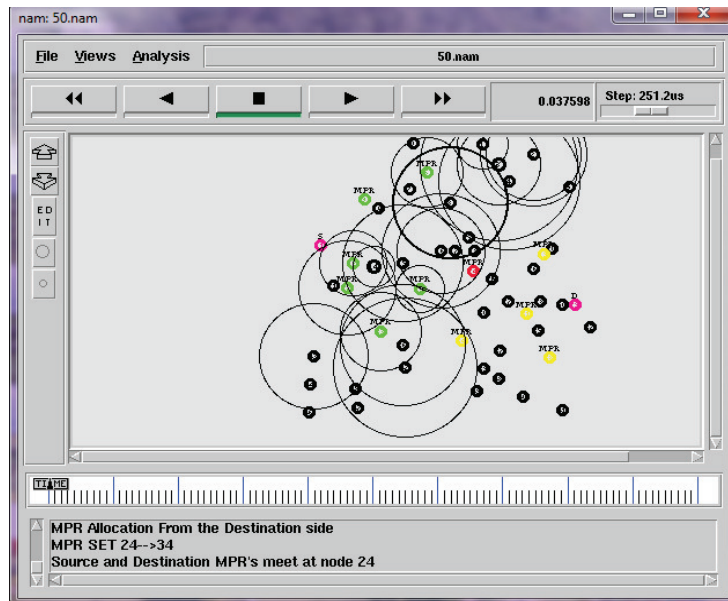 nam: 50.nam
File Views Analysis 50.nam
0.037598 Step: 251.2us
ED
IT
MPR
MPR
S
MPR
MPR
MPR
MPR
D
MPR
MPR
MPR
MPR
TIME
MPR Allocation From the Destination side
MPR SET 24-->34
Source and Destination MPR's meet at node 24